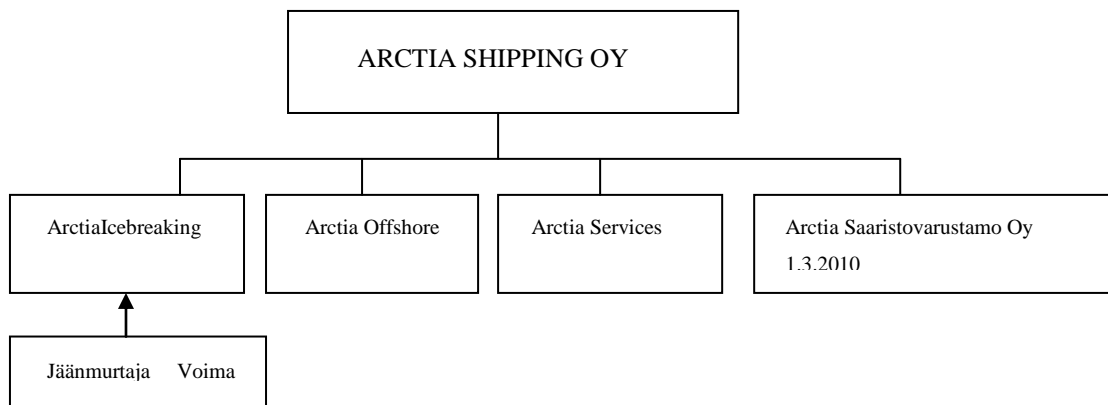 ARCTIA SHIPPING OY
ArctiaIcebreaking
Arctia Offshore
Arctia Services
Arctia Saaristovarustamo Oy
1.3.2010
Jäänmurtaja Voima